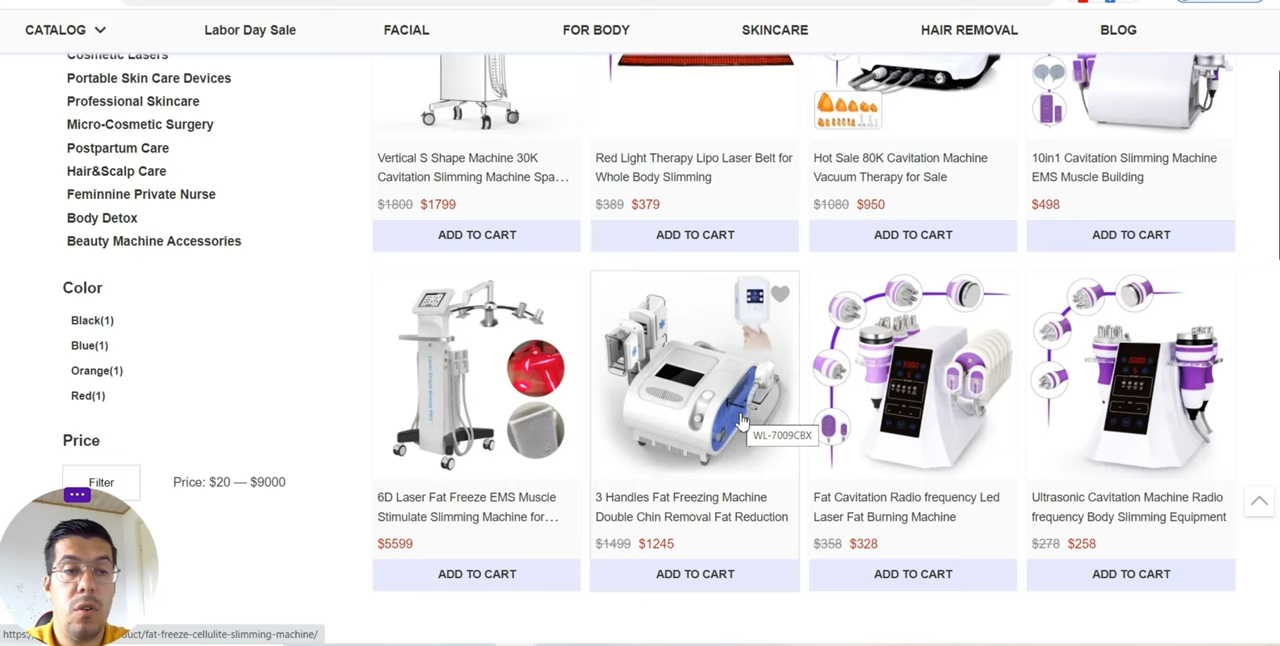 CATALOG
Labor Day Sale
FACIAL
FOR BODY
SKINCARE
HAIR REMOVAL
BLOG
Cosmetic Lasers
Portable Skin Care Devices
Professional Skincare
Micro-Cosmetic Surgery
Postpartum Care
Hair&Scalp Care
Feminnine Private Nurse
Body Detox
Beauty Machine Accessories
Color
Black(1)
Blue(1)
Orange(1)
Red(1)
Price
Filter
Price: $20 — $9000
Vertical S Shape Machine 30K
Cavitation Slimming Machine Spa…
$1800 $1799
ADD TO CART
Red Light Therapy Lipo Laser Belt for
Whole Body Slimming
$389 $379
ADD TO CART
Hot Sale 80K Cavitation Machine
Vacuum Therapy for Sale
$1080 $950
ADD TO CART
10in1 Cavitation Slimming Machine
EMS Muscle Building
$498
ADD TO CART
6D Laser Fat Freeze EMS Muscle
Stimulate Slimming Machine for…
$5599
ADD TO CART
WL-7009CBX
3 Handles Fat Freezing Machine
Double Chin Removal Fat Reduction
$1499 $1245
ADD TO CART
Fat Cavitation Radio frequency Led
Laser Fat Burning Machine
$358 $328
ADD TO CART
Ultrasonic Cavitation Machine Radio
frequency Body Slimming Equipment
$278 $258
ADD TO CART
https:/ duct/fat-freeze-cellulite-slimming-machine/